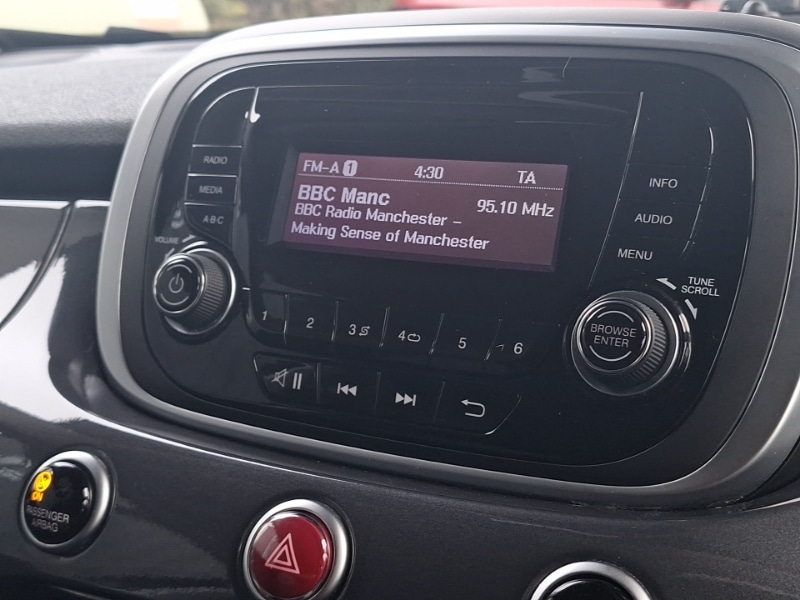 RADIO
MEDIA
A·B·C
VOLUME
FM-A 1 4:30 TA
BBC Manc 95.10 MHz
BBC Radio Manchester –
Making Sense of Manchester
INFO
AUDIO
MENU
TUNE
SCROLL
BROWSE
ENTER
1 2 3 4 5 6
ON
PASSENGER
AIRBAG